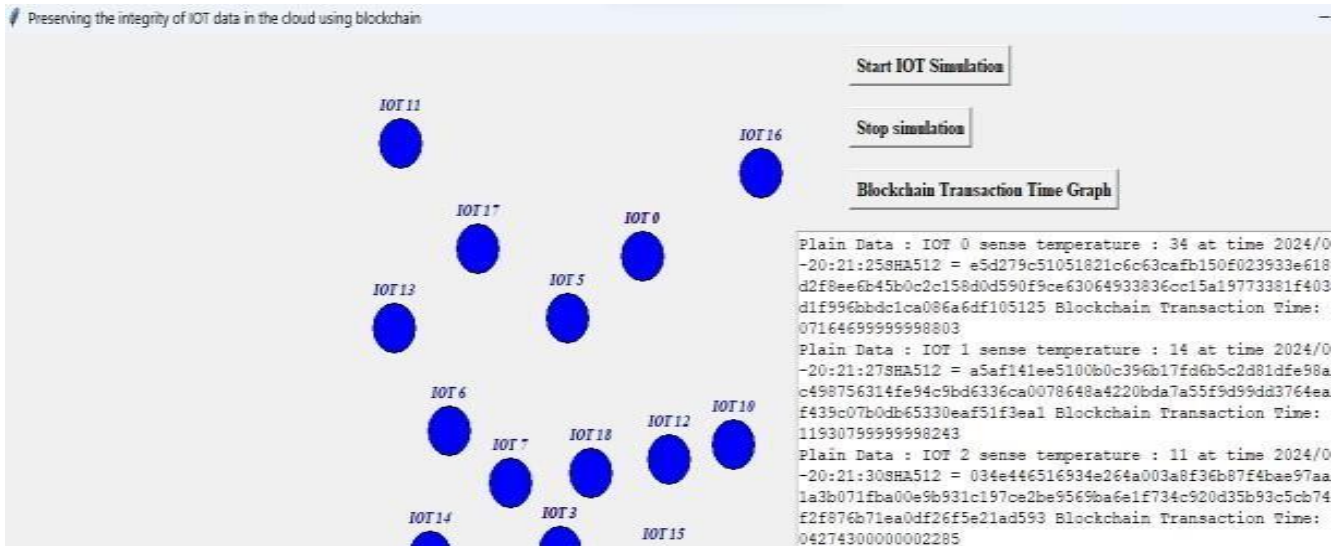 Preserving the integrity of IOT data in the cloud using blockchain
Start IOT Simulation
IOT 11
IOT 16
Stop simulation
Blockchain Transaction Time Graph
IOT 17
IOT 0
Plain Data : IOT 0 sense temperature : 34 at time 2024/0
-20:21:25SHA512 = e5d279c51051821c6c63cafb150f023933e618
d2f8ee6b45b0c2c158d0d590f9ce63064933836cc15a19773381f403
d1f996bbdc1ca086a6df105125 Blockchain Transaction Time:
07164699999998803
IOT 5
IOT 13
Plain Data : IOT 1 sense temperature : 14 at time 2024/0
-20:21:27SHA512 = a5af141ee5100b0c396b17fd6b5c2d81dfe98a
c498756314fe94c9bd6336ca0078648a4220bda7a55f9d99dd3764ea
f439c07b0db65330eaf51f3ea1 Blockchain Transaction Time:
11930799999998243
IOT 6
IOT 7
IOT 18
IOT 12
IOT 10
Plain Data : IOT 2 sense temperature : 11 at time 2024/0
-20:21:30SHA512 = 034e446516934e264a003a8f36b87f4bae97aa
1a3b071fba00e9b931c197ce2be9569ba6e1f734c920d35b93c5cb74
f2f876b71ea0df26f5e21ad593 Blockchain Transaction Time:
04274300000002285
IOT 14
IOT 3
IOT 15